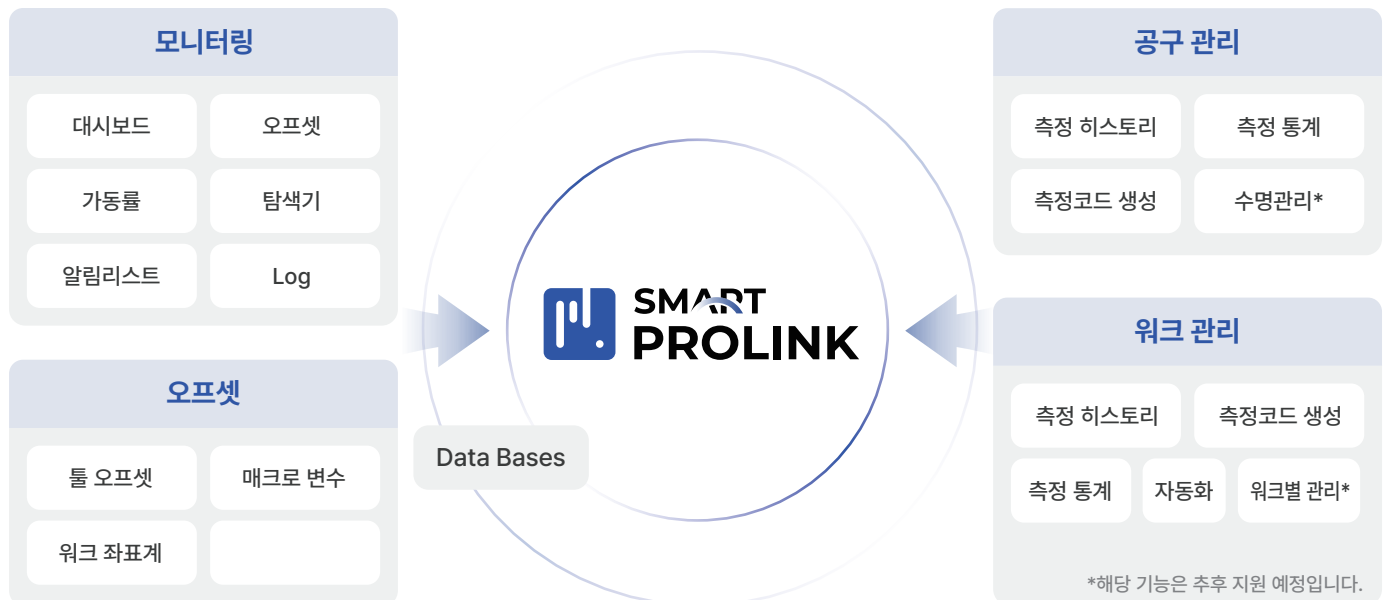 모니터링
대시보드
오프셋
가동률
탐색기
알림리스트
Log
오프셋
툴 오프셋
매크로 변수
워크 좌표계
SMART
PROLINK
Data Bases
공구 관리
측정 히스토리
측정 통계
측정코드 생성
수명관리*
워크 관리
측정 히스토리
측정코드 생성
측정 통계
자동화
워크별 관리*
*해당 기능은 추후 지원 예정입니다.